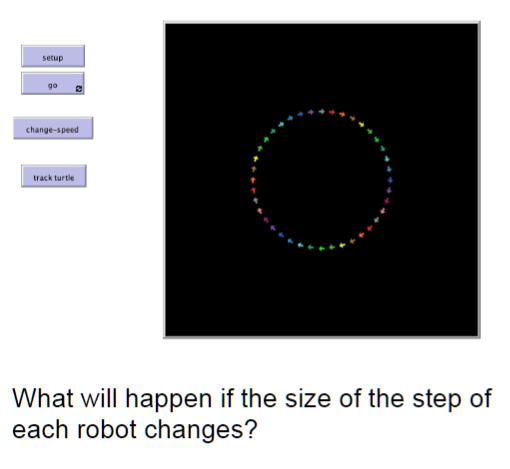 setup
go
change-speed
track turtle
What will happen if the size of the step of
each robot changes?